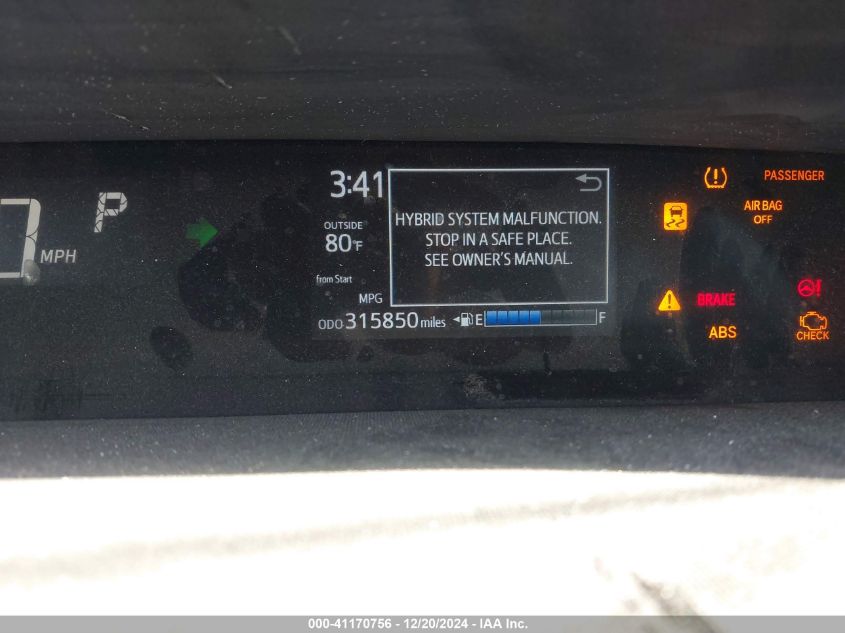 P
MPH
3:41
OUTSIDE
80°F
from Start
MPG
ODO 315850 miles
HYBRID SYSTEM MALFUNCTION.
STOP IN A SAFE PLACE.
SEE OWNER'S MANUAL.
E F
PASSENGER
AIR BAG
OFF
BRAKE
ABS
CHECK
000-41170756 - 12/20/2024 - IAA Inc.